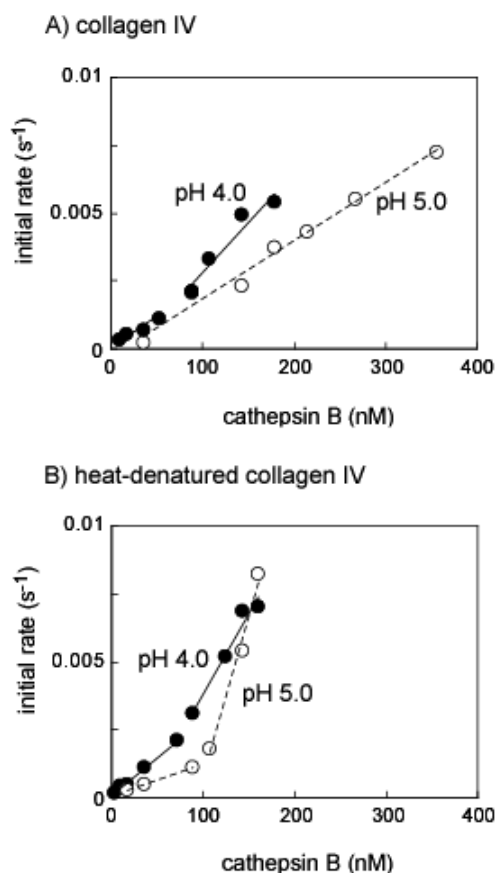 A) collagen IV
0.01
pH 4.0
pH 5.0
0.005
0
0 100 200 300 400
initial rate (s⁻¹)
cathepsin B (nM)
B) heat-denatured collagen IV
0.01
pH 4.0
0.005
pH 5.0
0
0 100 200 300 400
initial rate (s⁻¹)
cathepsin B (nM)